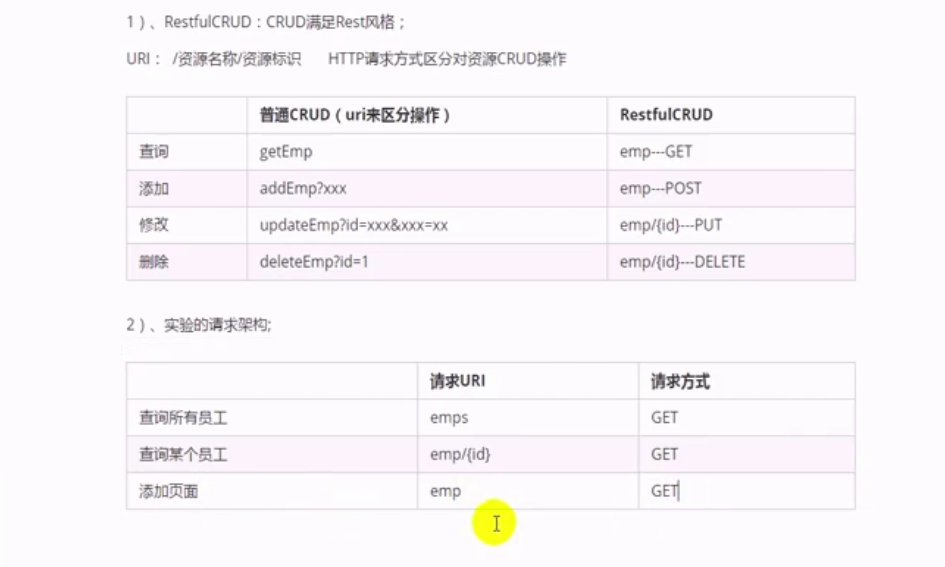 1）、RestfulCRUD：CRUD满足Rest风格；
URI： /资源名称/资源标识 HTTP请求方式区分对资源CRUD操作
普通CRUD（uri来区分操作） RestfulCRUD
查询 getEmp emp---GET
添加 addEmp?xxx emp---POST
修改 updateEmp?id=xxx&xxx=xx emp/{id}---PUT
删除 deleteEmp?id=1 emp/{id}---DELETE
2）、实验的请求架构;
请求URI 请求方式
查询所有员工 emps GET
查询某个员工 emp/{id} GET
添加页面 emp GET